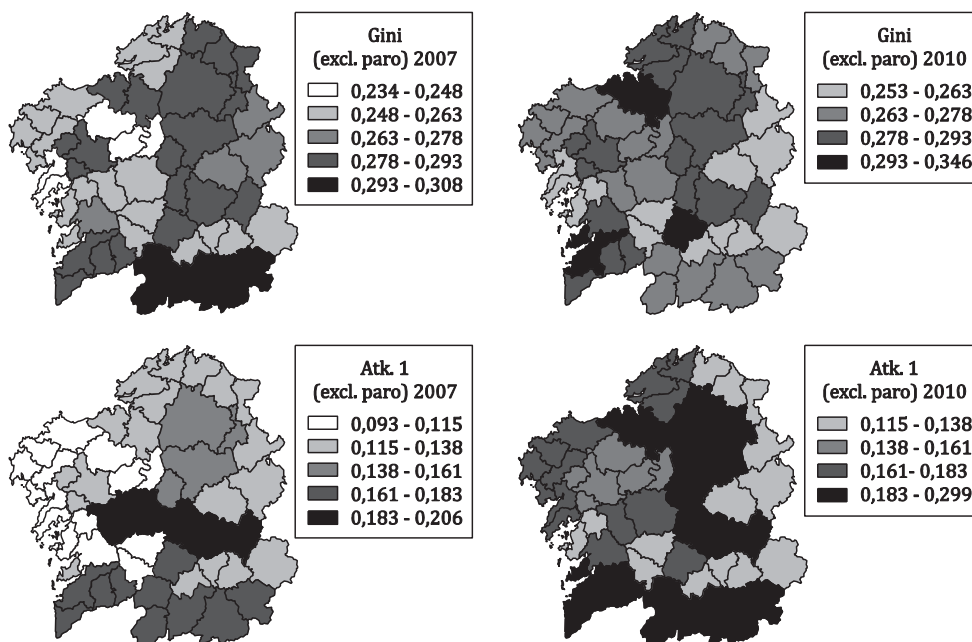 Gini
(excl. paro) 2007
0,234 - 0,248
0,248 - 0,263
0,263 - 0,278
0,278 - 0,293
0,293 - 0,308
Gini
(excl. paro) 2010
0,253 - 0,263
0,263 - 0,278
0,278 - 0,293
0,293 - 0,346
Atk. 1
(excl. paro) 2007
0,093 - 0,115
0,115 - 0,138
0,138 - 0,161
0,161 - 0,183
0,183 - 0,206
Atk. 1
(excl. paro) 2010
0,115 - 0,138
0,138 - 0,161
0,161- 0,183
0,183 - 0,299